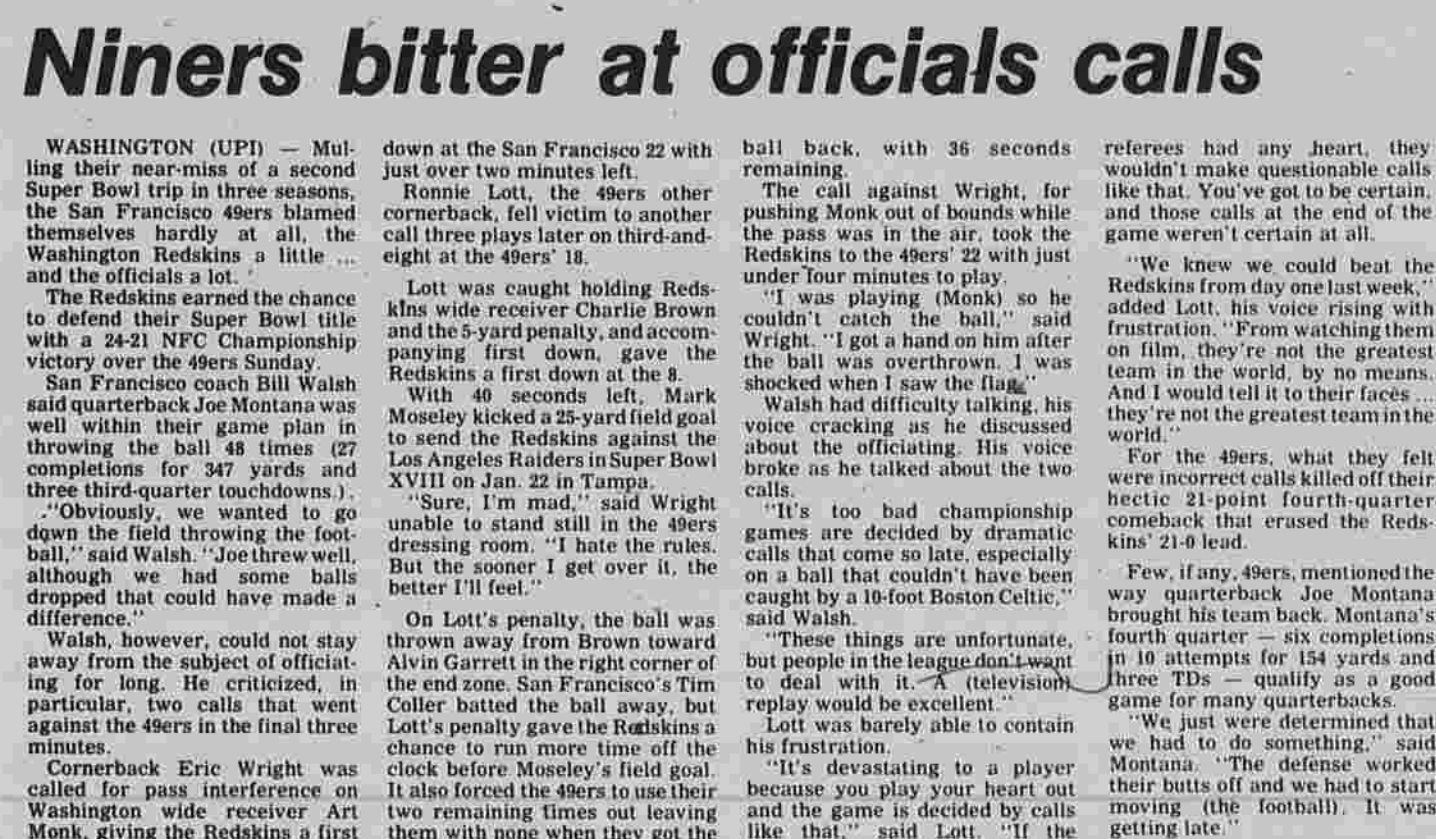 Niners bitter at officials calls
WASHINGTON (UPI) — Mul-
ling their near-miss of a second
Super Bowl trip in three seasons,
the San Francisco 49ers blamed
themselves hardly at all, the
Washington Redskins a little ...
and the officials a lot.
The Redskins earned the chance
to defend their Super Bowl title
with a 24-21 NFC Championship
victory over the 49ers Sunday.
San Francisco coach Bill Walsh
said quarterback Joe Montana was
well within their game plan in
throwing the ball 48 times (27
completions for 347 yards and
three third-quarter touchdowns.).
"Obviously, we wanted to go
down the field throwing the foot-
ball," said Walsh. "Joe threw well,
although we had some balls
dropped that could have made a
difference."
Walsh, however, could not stay
away from the subject of officiat-
ing for long. He criticized, in
particular, two calls that went
against the 49ers in the final three
minutes.
Cornerback Eric Wright was
called for pass interference on
Washington wide receiver Art
Monk, giving the Redskins a first
down at the San Francisco 22 with
just over two minutes left.
Ronnie Lott, the 49ers other
cornerback, fell victim to another
call three plays later on third-and-
eight at the 49ers' 18.
Lott was caught holding Reds-
kins wide receiver Charlie Brown
and the 5-yard penalty, and accom-
panying first down, gave the
Redskins a first down at the 8.
With 40 seconds left, Mark
Moseley kicked a 25-yard field goal
to send the Redskins against the
Los Angeles Raiders in Super Bowl
XVIII on Jan. 22 in Tampa.
"Sure, I'm mad," said Wright
unable to stand still in the 49ers
dressing room. "I hate the rules.
But the sooner I get over it, the
better I'll feel."
On Lott's penalty, the ball was
thrown away from Brown toward
Alvin Garrett in the right corner of
the end zone. San Francisco's Tim
Coller batted the ball away, but
Lott's penalty gave the Redskins a
chance to run more time off the
clock before Moseley's field goal.
It also forced the 49ers to use their
two remaining times out leaving
them with none when they got the
ball back, with 36 seconds
remaining.
The call against Wright, for
pushing Monk out of bounds while
the pass was in the air, took the
Redskins to the 49ers' 22 with just
under four minutes to play.
"I was playing (Monk) so he
couldn't catch the ball," said
Wright. "I got a hand on him after
the ball was overthrown. I was
shocked when I saw the flag."
Walsh had difficulty talking, his
voice cracking as he discussed
about the officiating. His voice
broke as he talked about the two
calls.
"It's too bad championship
games are decided by dramatic
calls that come so late, especially
on a ball that couldn't have been
caught by a 10-foot Boston Celtic,"
said Walsh.
"These things are unfortunate,
but people in the league don't want
to deal with it. A (television)
replay would be excellent."
Lott was barely able to contain
his frustration.
"It's devastating to a player
because you play your heart out
and the game is decided by calls
like that," said Lott. "If the
referees had any heart, they
wouldn't make questionable calls
like that. You've got to be certain,
and those calls at the end of the
game weren't certain at all.
"We knew we could beat the
Redskins from day one last week,"
added Lott, his voice rising with
frustration. "From watching them
on film, they're not the greatest
team in the world, by no means.
And I would tell it to their faces ...
they're not the greatest team in the
world."
For the 49ers, what they felt
were incorrect calls killed off their
hectic 21-point fourth-quarter
comeback that erased the Reds-
kins' 21-0 lead.
Few, if any, 49ers, mentioned the
way quarterback Joe Montana
brought his team back. Montana's
fourth quarter — six completions
in 10 attempts for 154 yards and
three TDs — qualify as a good
game for many quarterbacks.
"We just were determined that
we had to do something," said
Montana. "The defense worked
their butts off and we had to start
moving (the football). It was
getting late."